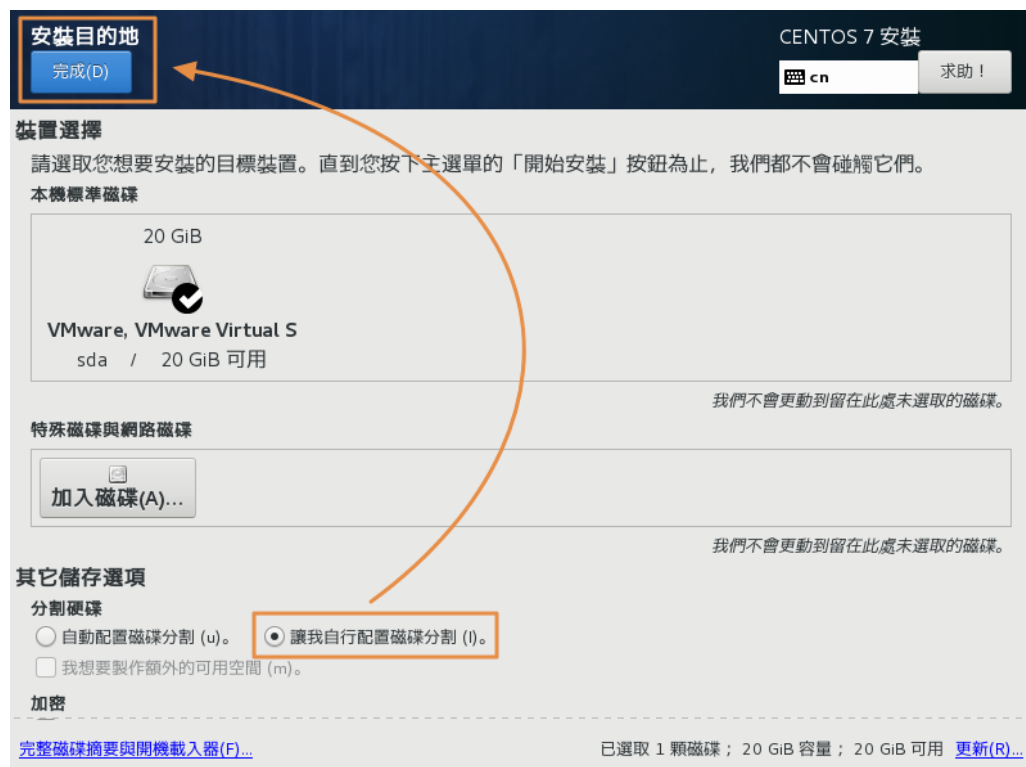 安裝目的地
CENTOS 7 安裝
完成(D)
cn
求助！
裝置選擇
請選取您想要安裝的目標裝置。直到您按下主選單的「開始安裝」按鈕為止，我們都不會碰觸它們。
本機標準磁碟
20 GiB
VMware, VMware Virtual S
sda / 20 GiB 可用
我們不會更動到留在此處未選取的磁碟。
特殊磁碟與網路磁碟
加入磁碟(A)...
我們不會更動到留在此處未選取的磁碟。
其它儲存選項
分割硬碟
自動配置磁碟分割 (u)。 讓我自行配置磁碟分割 (I)。
我想要製作額外的可用空間 (m)。
加密
完整磁碟摘要與開機載入器(F)... 已選取 1 顆磁碟； 20 GiB 容量； 20 GiB 可用 更新(R)...